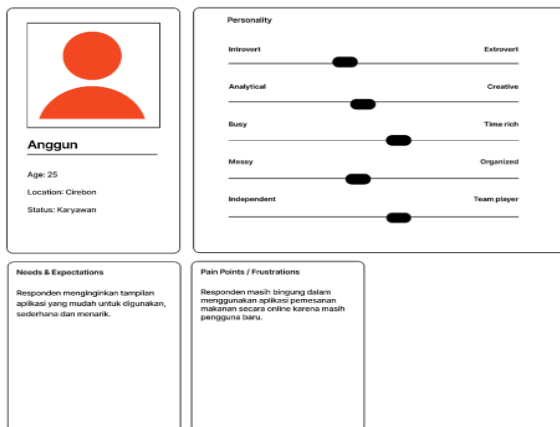 Anggun
Age: 25
Location: Cirebon
Status: Karyawan
Personality
Introvert Extrovert
Analytical Creative
Busy Time rich
Messy Organized
Independent Team player
Needs & Expectations
Responden menginginkan tampilan
aplikasi yang mudah untuk digunakan,
sederhana dan menarik.
Pain Points / Frustrations
Responden masih bingung dalam
menggunakan aplikasi pemesanan
makanan secara online karena masih
pengguna baru.